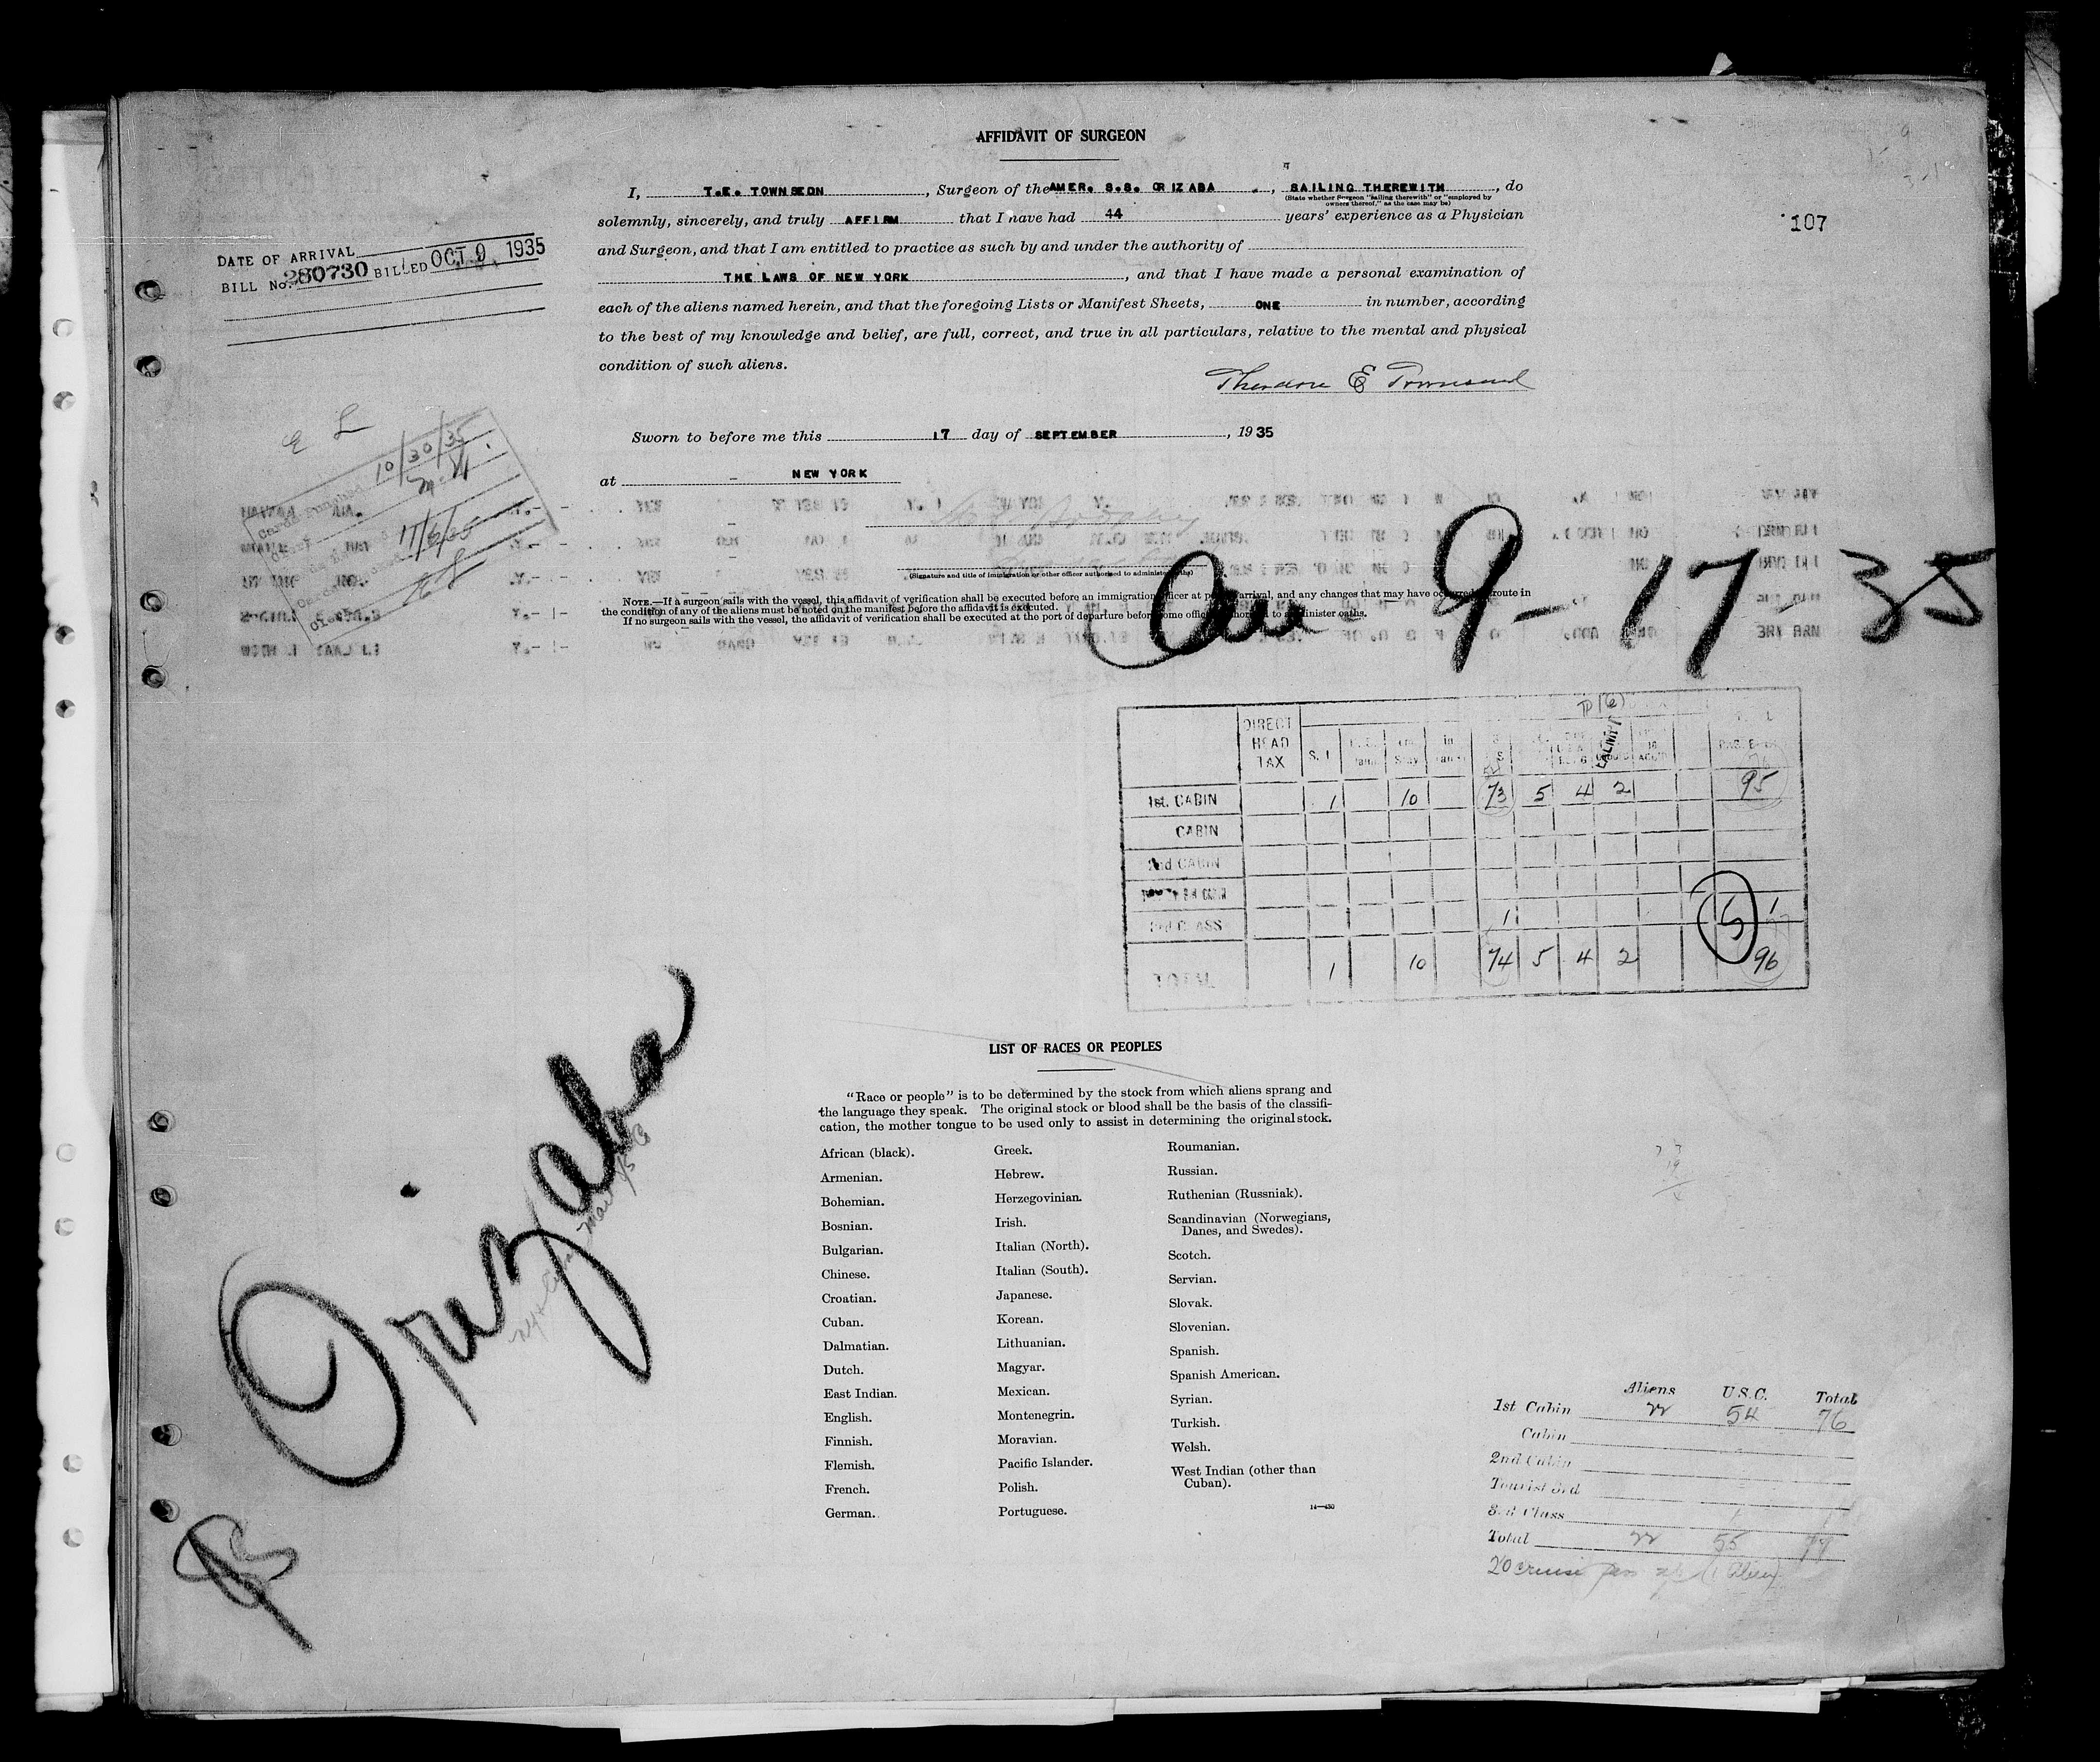 AFFIDAVIT OF SURGEON
I, T.E. TOWNSEON, Surgeon of the AMER. S.S. ORIZABA, SAILING THEREWITH, do
(State whether Surgeon "sailing therewith" or "employed by
owners thereof," as the case may be)
solemnly, sincerely, and truly AFFIRM that I have had 44 years' experience as a Physician
and Surgeon, and that I am entitled to practice as such by and under the authority of
THE LAWS OF NEW YORK, and that I have made a personal examination of
each of the aliens named herein, and that the foregoing Lists or Manifest Sheets, ONE in number, according
to the best of my knowledge and belief, are full, correct, and true in all particulars, relative to the mental and physical
condition of such aliens.
Theodore E Townsend
107
DATE OF ARRIVAL
BILL No. 280730 BILLED OCT 9 1935
E L
10/30/35
11/6/35
Sworn to before me this 17 day of SEPTEMBER, 1935
at NEW YORK
(Signature and title of immigration or other officer authorized to administer oaths)
NOTE.—If a surgeon sails with the vessel, this affidavit of verification shall be executed before an immigration officer at port of arrival, and any changes that may have occurred en route in
the condition of any of the aliens must be noted on the manifest before the affidavit is executed.
If no surgeon sails with the vessel, the affidavit of verification shall be executed at the port of departure before some officer authorized to administer oaths.
Arr - 9-17-35
DIRECT HEAD TAX S. I.
1st. CABIN 1 10 73 5 4 2 95
CABIN
2nd CABIN
3rd CLASS 1 1
TOTAL 1 10 74 5 4 2 96
Orizaba
LIST OF RACES OR PEOPLES
"Race or people" is to be determined by the stock from which aliens sprang and
the language they speak. The original stock or blood shall be the basis of the classifi-
cation, the mother tongue to be used only to assist in determining the original stock.
African (black).
Armenian.
Bohemian.
Bosnian.
Bulgarian.
Chinese.
Croatian.
Cuban.
Dalmatian.
Dutch.
East Indian.
English.
Finnish.
Flemish.
French.
German.
Greek.
Hebrew.
Herzegovinian.
Irish.
Italian (North).
Italian (South).
Japanese.
Korean.
Lithuanian.
Magyar.
Mexican.
Montenegrin.
Moravian.
Pacific Islander.
Polish.
Portuguese.
Roumanian.
Russian.
Ruthenian (Russniak).
Scandinavian (Norwegians,
Danes, and Swedes).
Scotch.
Servian.
Slovak.
Slovenian.
Spanish.
Spanish American.
Syrian.
Turkish.
Welsh.
West Indian (other than
Cuban).
14—430
Aliens U.S.C. Total
1st Cabin 22 54 76
Cabin
2nd Cabin
Tourist 3rd
3rd Class
Total 22 55 77
20 cruise (1 Alien)